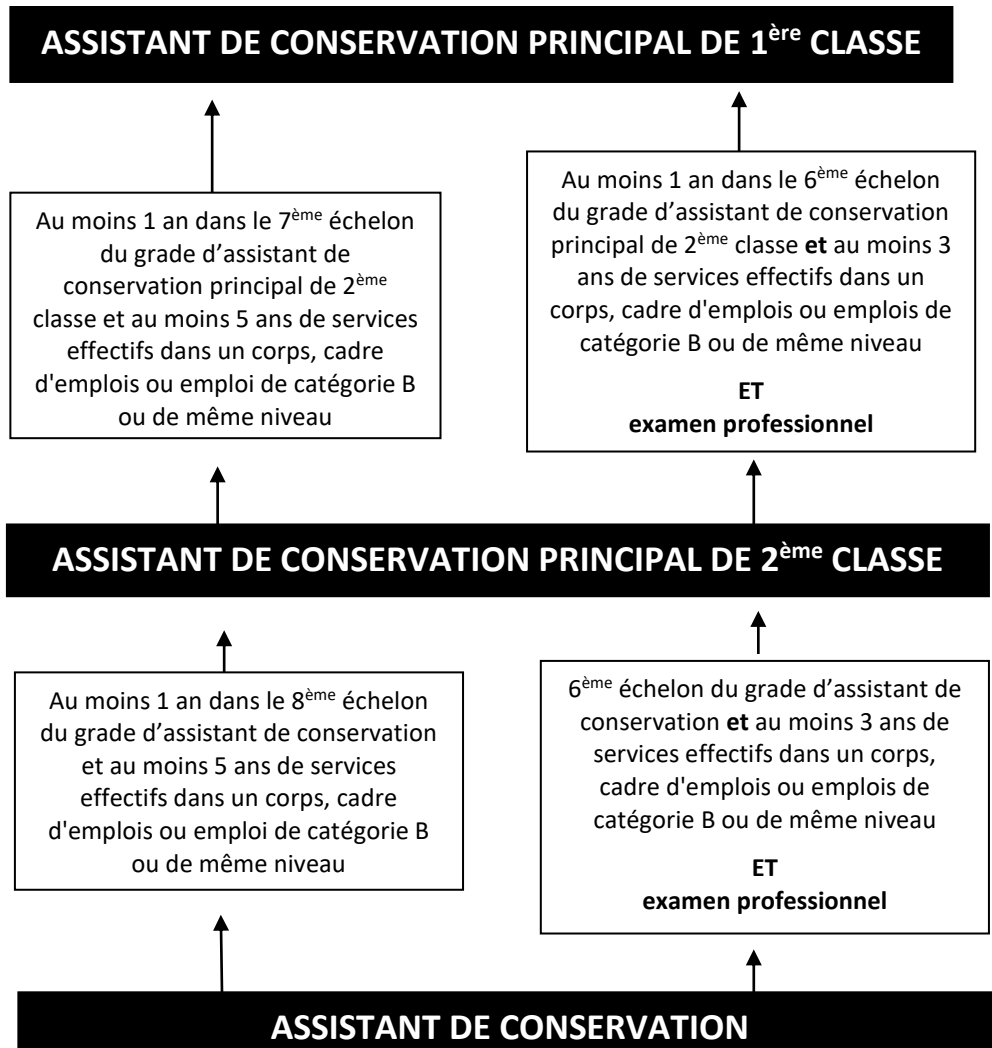 ASSISTANT DE CONSERVATION PRINCIPAL DE 1ère CLASSE
Au moins 1 an dans le 7ème échelon
du grade d’assistant de
conservation principal de 2ème
classe et au moins 5 ans de services
effectifs dans un corps, cadre
d'emplois ou emploi de catégorie B
ou de même niveau
Au moins 1 an dans le 6ème échelon
du grade d’assistant de conservation
principal de 2ème classe et au moins 3
ans de services effectifs dans un
corps, cadre d'emplois ou emplois de
catégorie B ou de même niveau
ET
examen professionnel
ASSISTANT DE CONSERVATION PRINCIPAL DE 2ème CLASSE
Au moins 1 an dans le 8ème échelon
du grade d’assistant de conservation
et au moins 5 ans de services
effectifs dans un corps, cadre
d'emplois ou emploi de catégorie B
ou de même niveau
6ème échelon du grade d’assistant de
conservation et au moins 3 ans de
services effectifs dans un corps,
cadre d'emplois ou emplois de
catégorie B ou de même niveau
ET
examen professionnel
ASSISTANT DE CONSERVATION